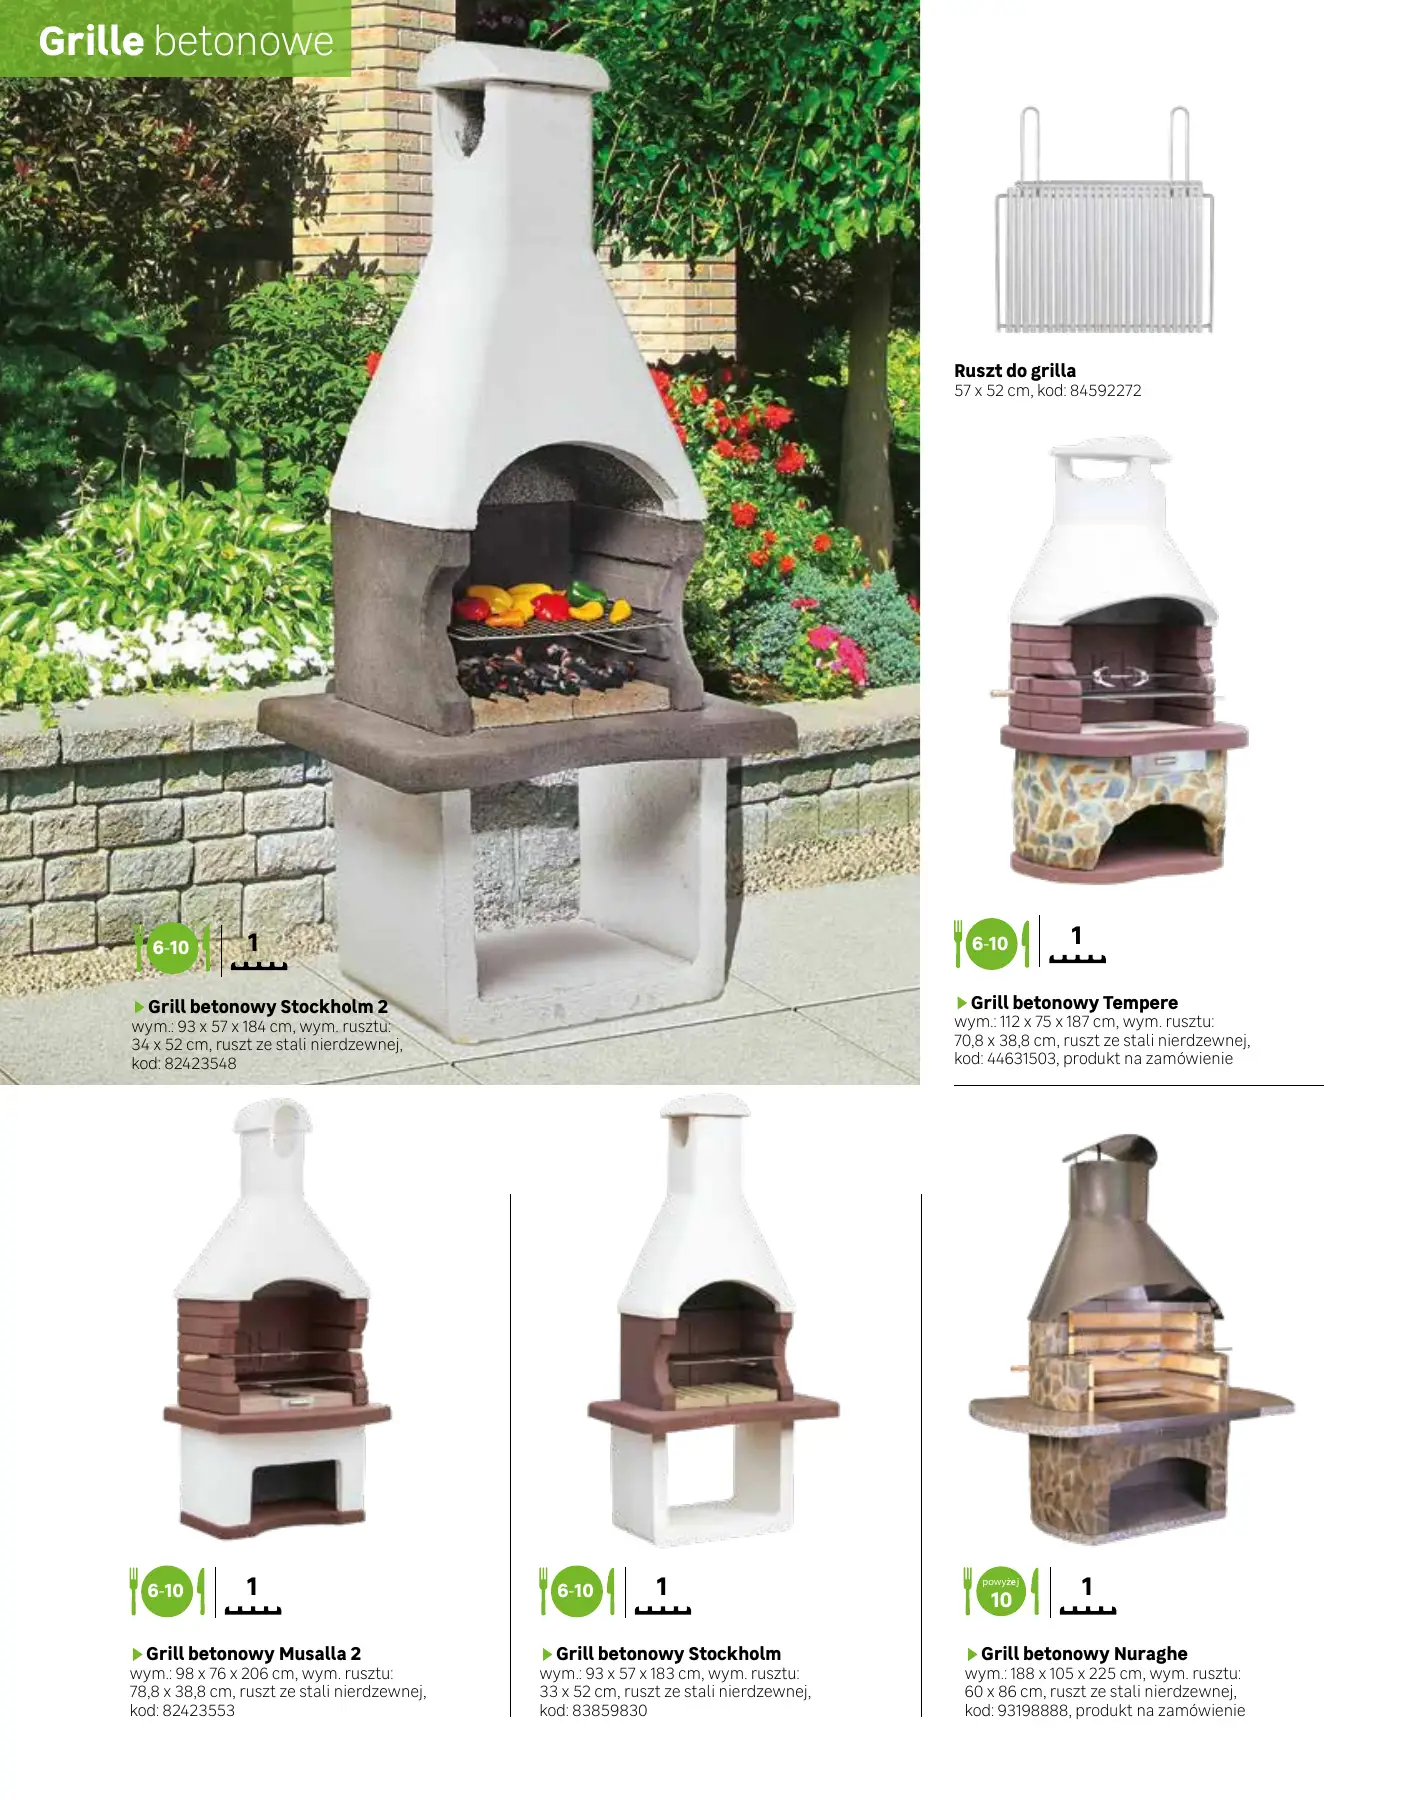 Grille betonowe
Ruszt do grilla
57 x 52 cm, kod: 84592272
6-10
1
Grill betonowy Stockholm 2
wym.: 93 x 57 x 184 cm, wym. rusztu:
34 x 52 cm, ruszt ze stali nierdzewnej,
kod: 82423548
6-10
1
Grill betonowy Tempere
wym.: 112 x 75 x 187 cm, wym. rusztu:
70,8 x 38,8 cm, ruszt ze stali nierdzewnej,
kod: 44631503, produkt na zamówienie
6-10
1
Grill betonowy Musalla 2
wym.: 98 x 76 x 206 cm, wym. rusztu:
78,8 x 38,8 cm, ruszt ze stali nierdzewnej,
kod: 82423553
6-10
1
Grill betonowy Stockholm
wym.: 93 x 57 x 183 cm, wym. rusztu:
33 x 52 cm, ruszt ze stali nierdzewnej,
kod: 83859830
powyżej
10
1
Grill betonowy Nuraghe
wym.: 188 x 105 x 225 cm, wym. rusztu:
60 x 86 cm, ruszt ze stali nierdzewnej,
kod: 93198888, produkt na zamówienie